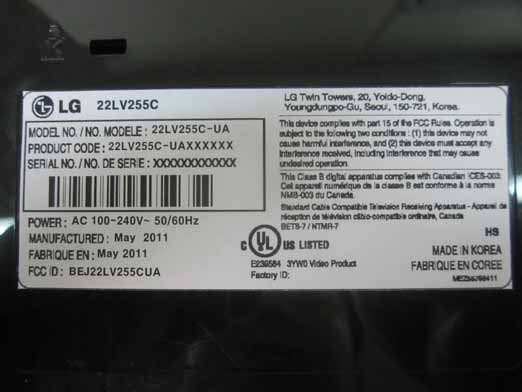 LG 22LV255C
MODEL NO. / NO. MODELE : 22LV255C-UA
PRODUCT CODE : 22LV255C-UAXXXXXX
SERIAL NO. / NO. DE SERIE : XXXXXXXXXXXX
POWER : AC 100-240V~ 50/60Hz
MANUFACTURED : May 2011
FABRIQUE EN : May 2011
FCC ID : BEJ22LV255CUA
LG Twin Towers, 20, Yoido-Dong,
Youngdungpo-Gu, Seoul, 150-721, Korea.
This device complies with part 15 of the FCC Rules. Operation is
subject to the following two conditions : (1) this device may not
cause harmful interference, and (2) this device must accept any
interference received, including interference that may cause
undesired operation.
This Class B digital apparatus complies with Canadian ICES-003.
Cet appareil numérique de la classe B est conforme à la norme
NMB-003 du Canada.
Standard Cable Compatible Television Receiving Apparatus - Appareil de
réception de télévision câblo-compatible ordinaire, Canada
BETS-7 / NTMR-7
C UL US LISTED
E239584 3YW0 Video Product
Factory ID:
HS
MADE IN KOREA
FABRIQUE EN COREE